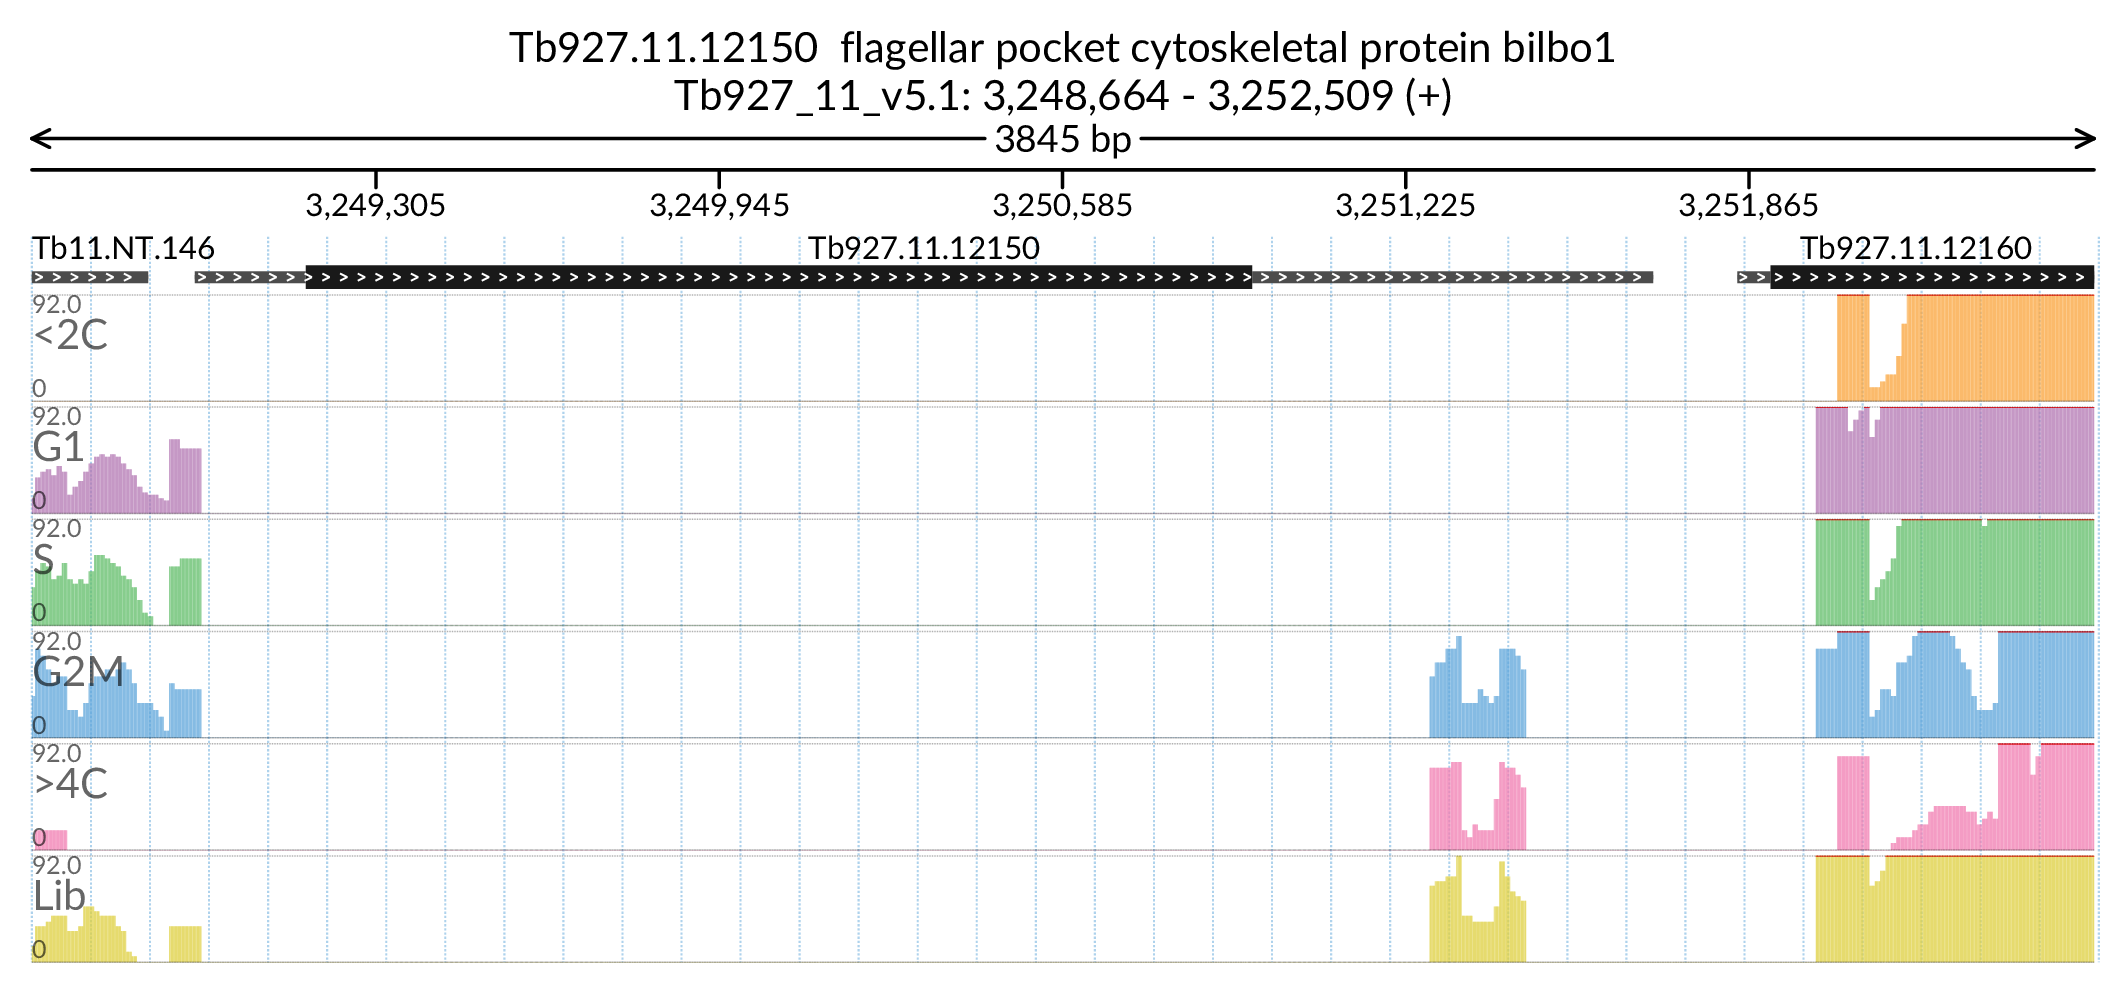 Tb927.11.12150 flagellar pocket cytoskeletal protein bilbo1
Tb927_11_v5.1: 3,248,664 - 3,252,509 (+)
3845 bp
3,249,305 3,249,945 3,250,585 3,251,225 3,251,865
Tb11.NT.146 Tb927.11.12150 Tb927.11.12160
92.0
<2C
0
92.0
G1
0
92.0
S
0
92.0
G2M
0
92.0
>4C
0
92.0
Lib
0